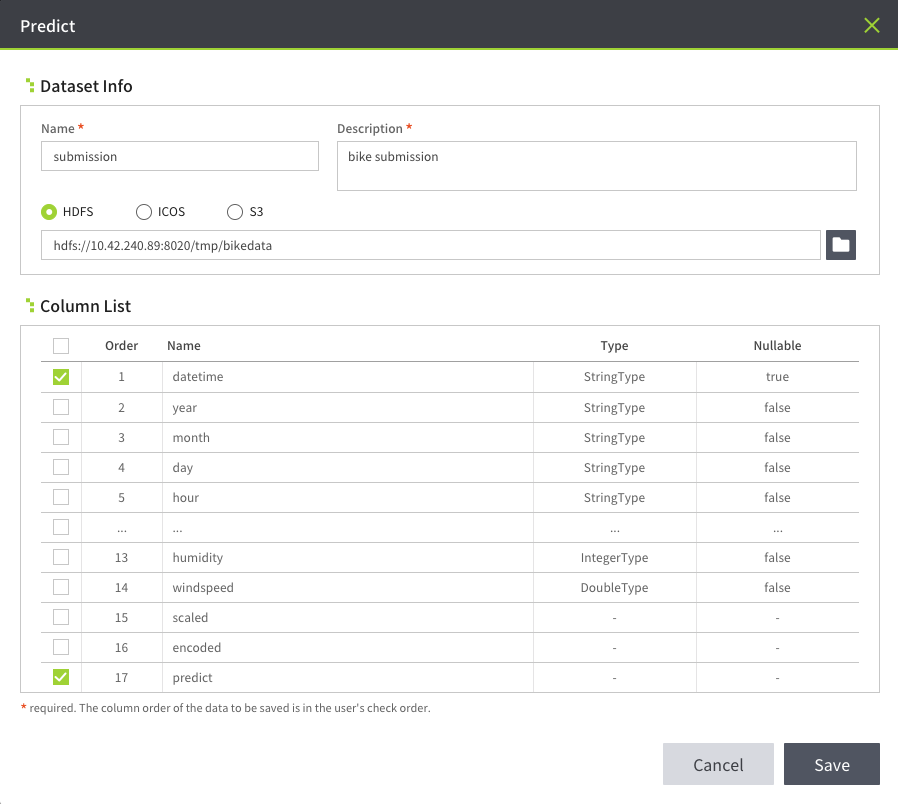 Predict
Dataset Info
Name * Description *
submission bike submission
HDFS ICOS S3
hdfs://10.42.240.89:8020/tmp/bikedata
Column List
Order Name Type Nullable
1 datetime StringType true
2 year StringType false
3 month StringType false
4 day StringType false
5 hour StringType false
... ... ... ...
13 humidity IntegerType false
14 windspeed DoubleType false
15 scaled - -
16 encoded - -
17 predict - -
* required. The column order of the data to be saved is in the user's check order.
Cancel Save